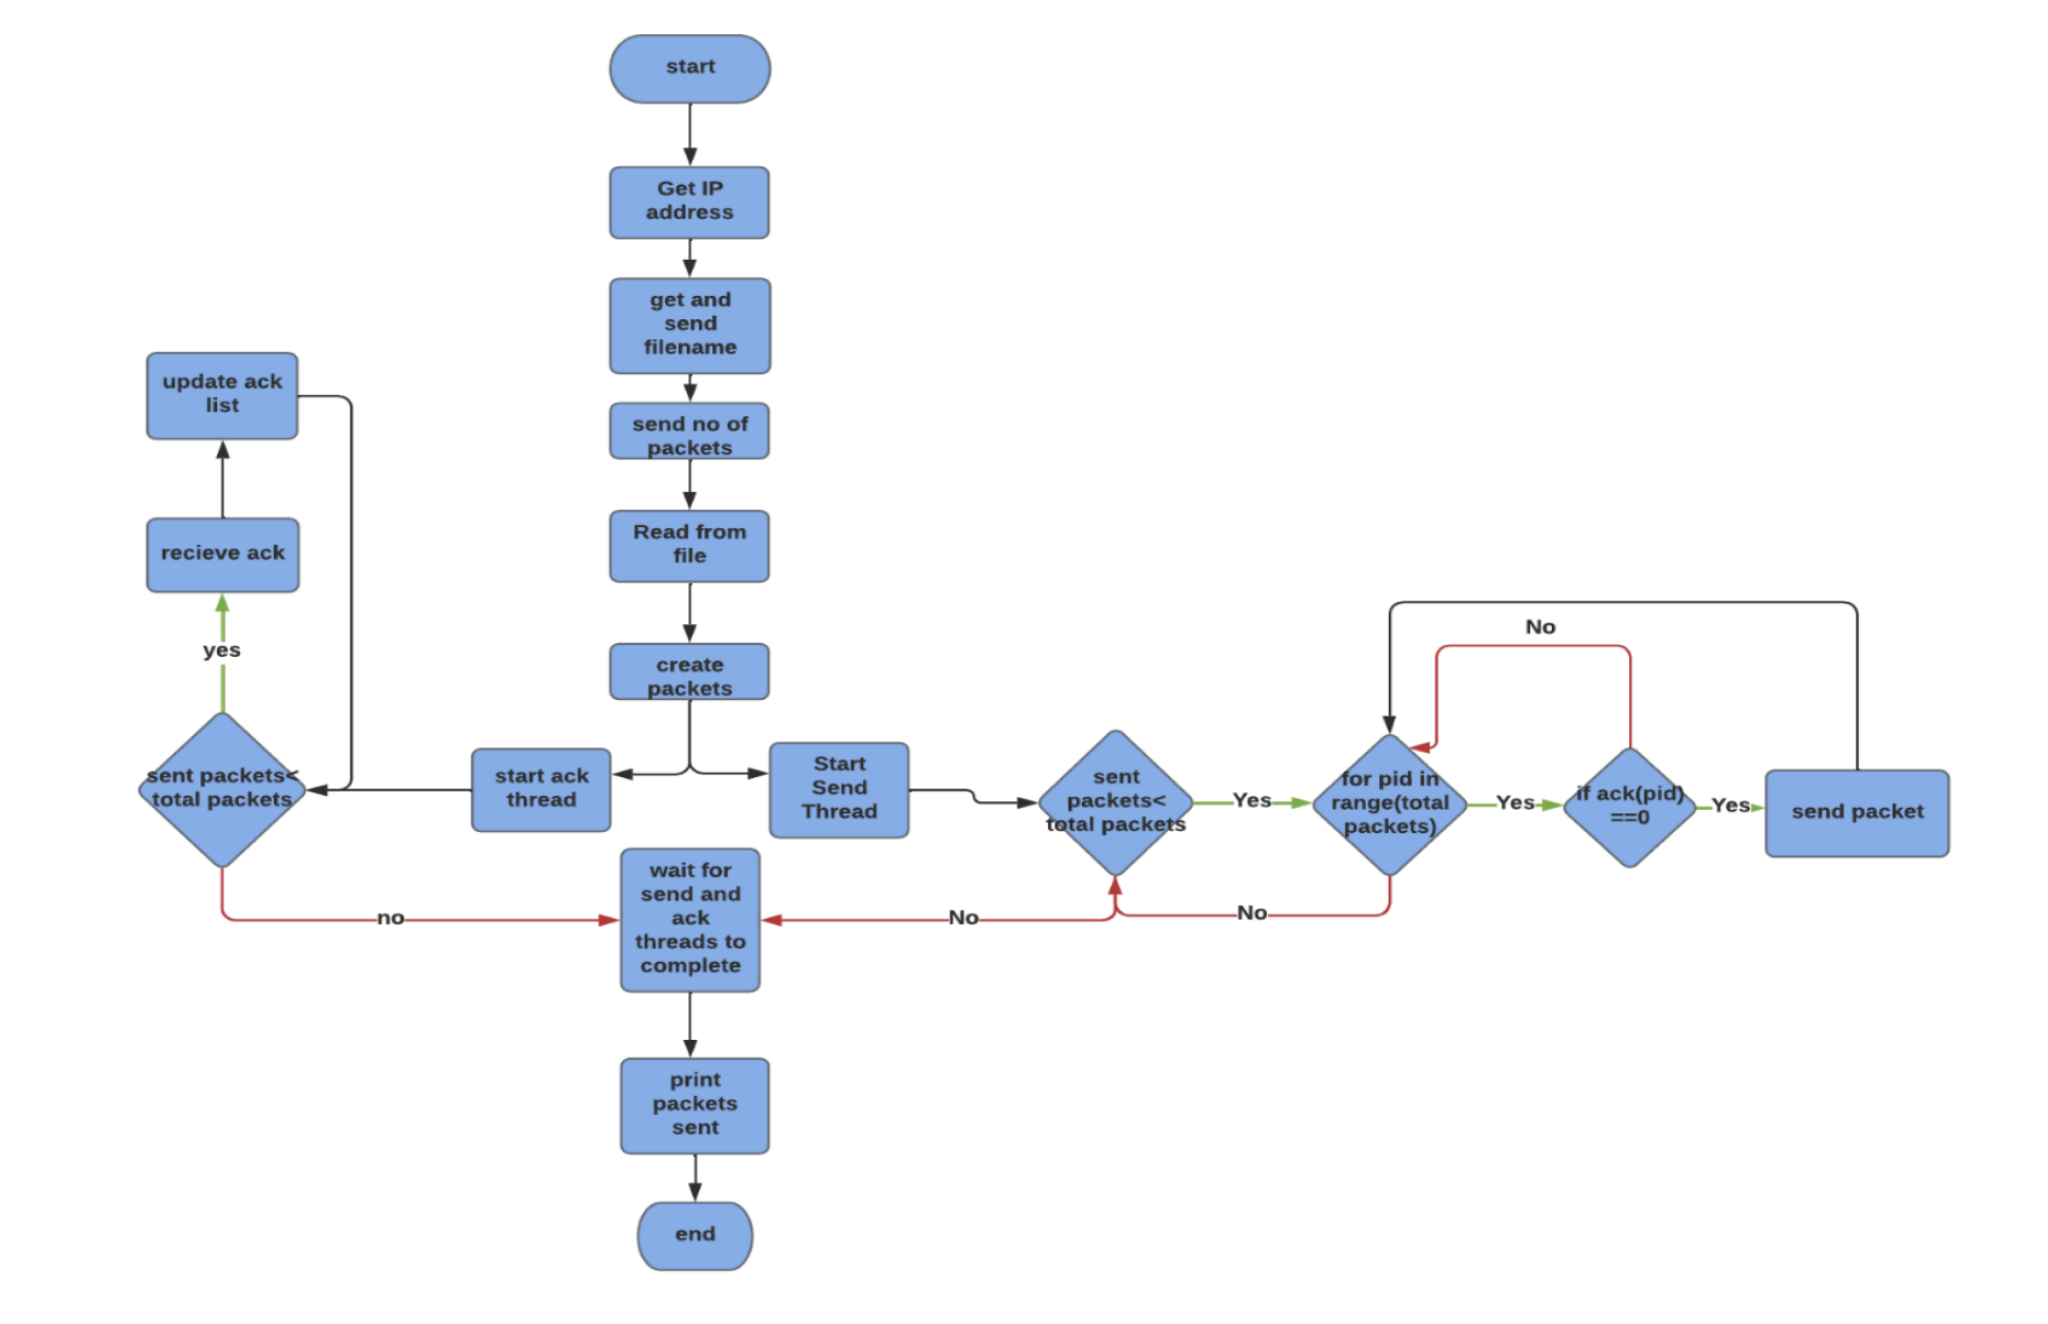 start
Get IP
address
get and
send
filename
send no of
packets
Read from
file
create
packets
update ack
list
recieve ack
yes
sent packets<
total packets
start ack
thread
Start
Send
Thread
sent
packets<
total packets
Yes
for pid in
range(total
packets)
Yes
if ack(pid)
==0
Yes
send packet
No
No
No
no
wait for
send and
ack
threads to
complete
print
packets
sent
end